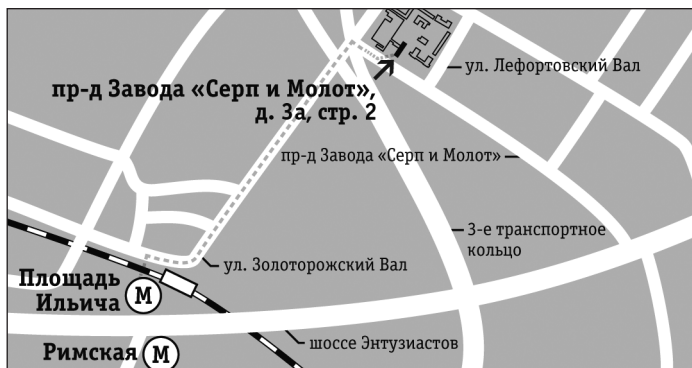 ул. Лефортовский Вал
пр-д Завода «Серп и Молот»,
д. 3а, стр. 2
пр-д Завода «Серп и Молот»
3-е транспортное
кольцо
ул. Золоторожский Вал
Площадь
Ильича
М
шоссе Энтузиастов
Римская
М